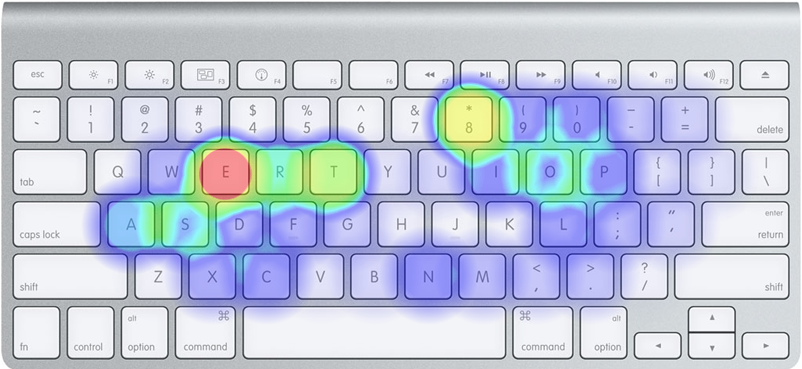 esc F1 F2 F3 F4 F5 F6 F7 F8 F9 F10 F11 F12
~ ! @ # $ % ^ & * ( ) _ +
` 1 2 3 4 5 6 7 8 9 0 - = delete
tab Q W E R T Y U I O P { [ } ] | \
caps lock A S D F G H J K L : ; " ' enter return
shift Z X C V B N M < , > . ? / shift
fn control alt option ⌘ command ⌘ command alt option